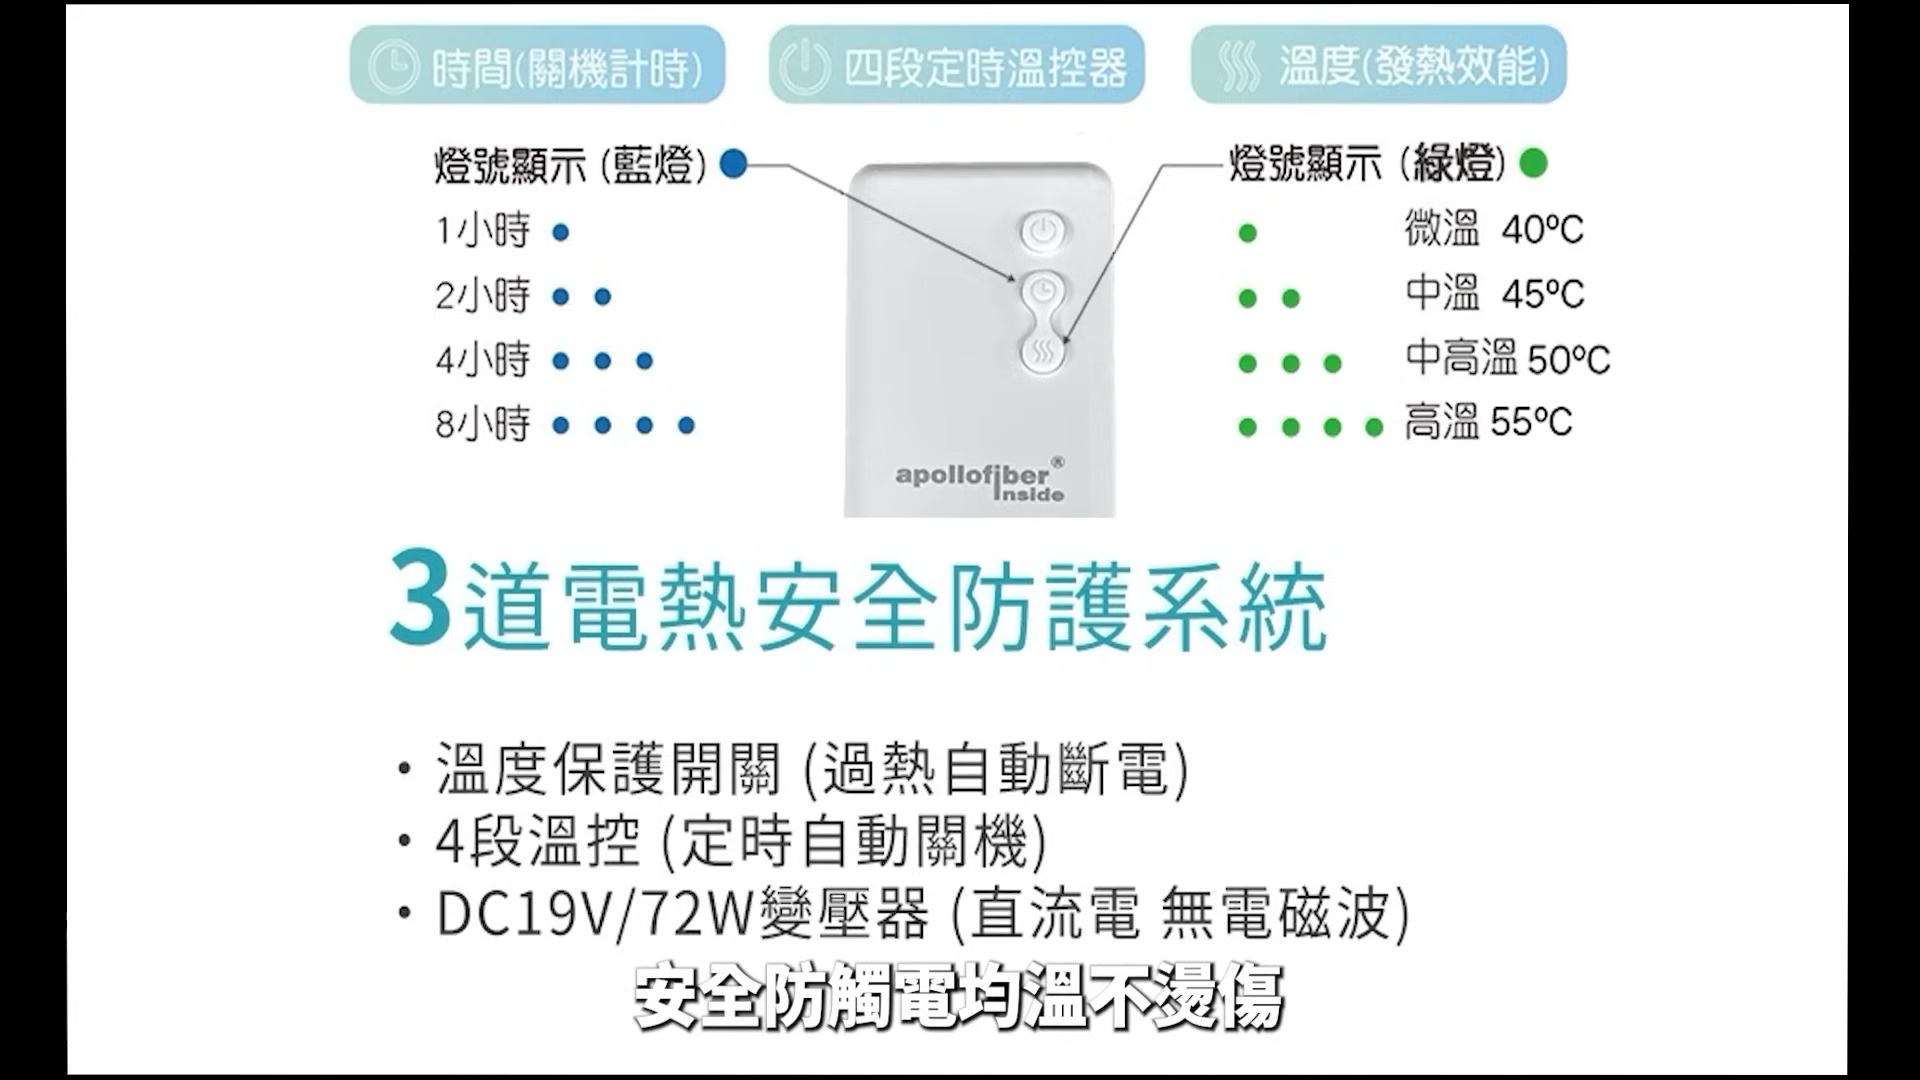 時間(關機計時)
四段定時溫控器
溫度(發熱效能)
燈號顯示 (藍燈)
1小時
2小時
4小時
8小時
燈號顯示 (綠燈)
微溫 40ºC
中溫 45ºC
中高溫 50ºC
高溫 55ºC
apollofiber®
Inside
3道電熱安全防護系統
・溫度保護開關 (過熱自動斷電)
・4段溫控 (定時自動關機)
・DC19V/72W變壓器 (直流電 無電磁波)
安全防觸電均溫不燙傷